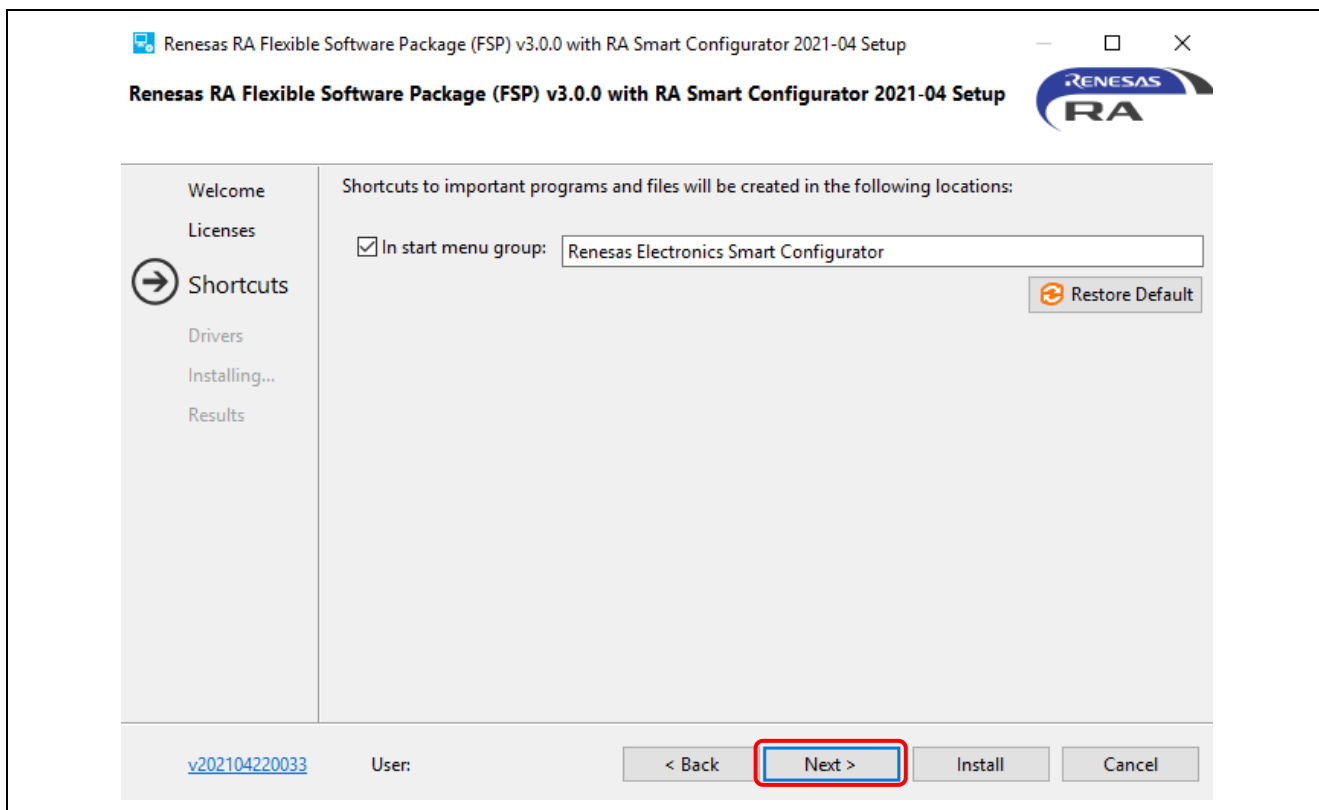 Renesas RA Flexible Software Package (FSP) v3.0.0 with RA Smart Configurator 2021-04 Setup
Renesas RA Flexible Software Package (FSP) v3.0.0 with RA Smart Configurator 2021-04 Setup
RENESAS
RA
Welcome
Licenses
Shortcuts
Drivers
Installing...
Results
Shortcuts to important programs and files will be created in the following locations:
In start menu group: Renesas Electronics Smart Configurator
Restore Default
v202104220033 User: < Back Next > Install Cancel